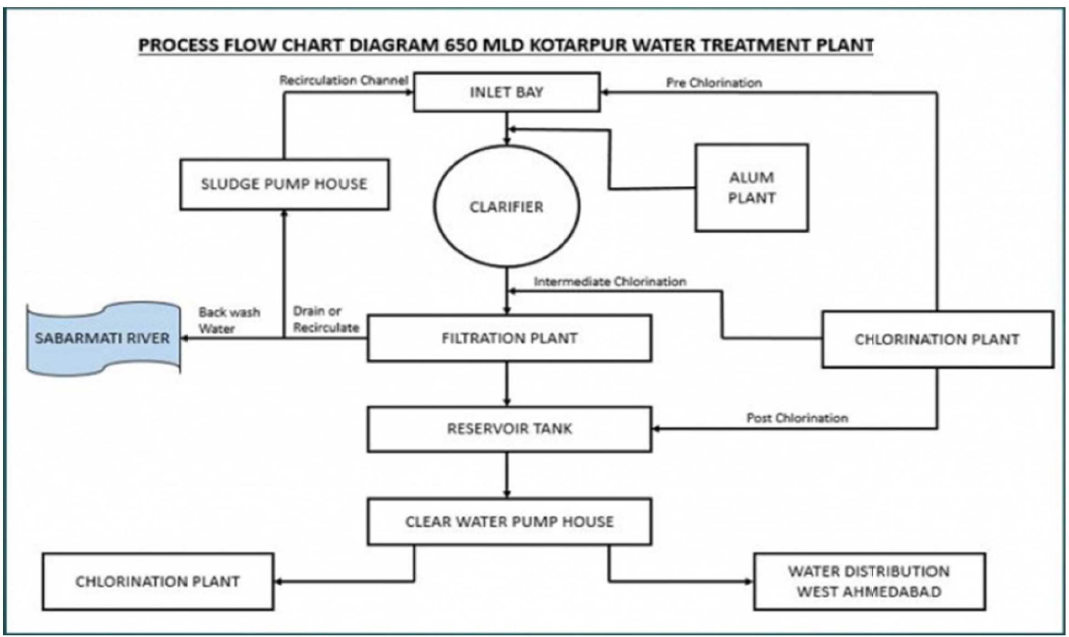 PROCESS FLOW CHART DIAGRAM 650 MLD KOTARPUR WATER TREATMENT PLANT
Recirculation Channel
INLET BAY
Pre Chlorination
SLUDGE PUMP HOUSE
CLARIFIER
ALUM
PLANT
Intermediate Chlorination
Back wash
Water
Drain or
Recirculate
SABARMATI RIVER
FILTRATION PLANT
CHLORINATION PLANT
RESERVOIR TANK
Post Chlorination
CLEAR WATER PUMP HOUSE
CHLORINATION PLANT
WATER DISTRIBUTION
WEST AHMEDABAD